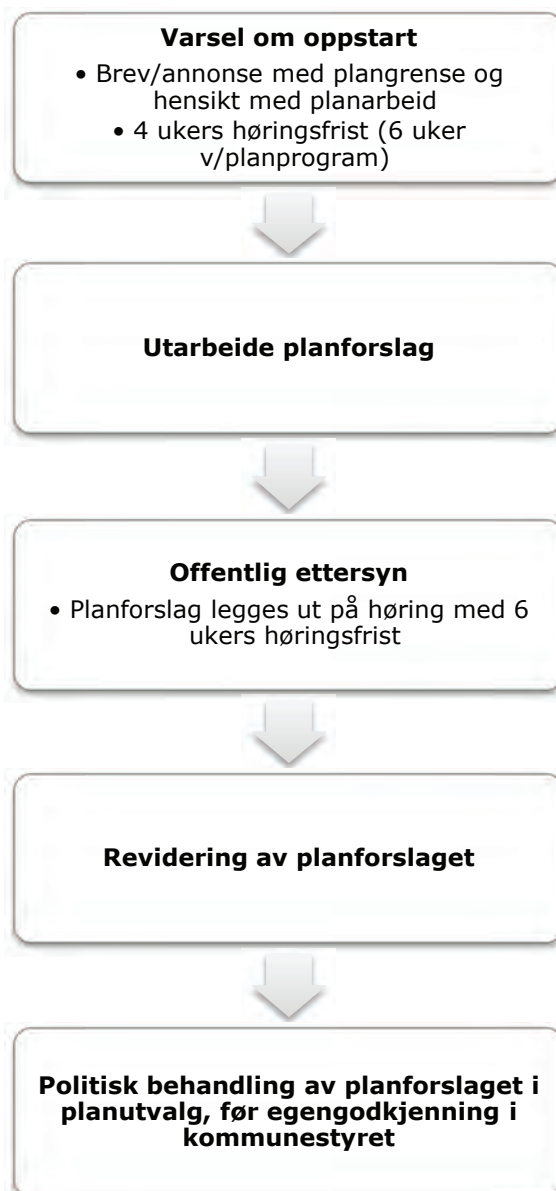 Varsel om oppstart
• Brev/annonse med plangrense og
hensikt med planarbeid
• 4 ukers høringsfrist (6 uker
v/planprogram)
Utarbeide planforslag
Offentlig ettersyn
• Planforslag legges ut på høring med 6
ukers høringsfrist
Revidering av planforslaget
Politisk behandling av planforslaget i
planutvalg, før egengodkjenning i
kommunestyret